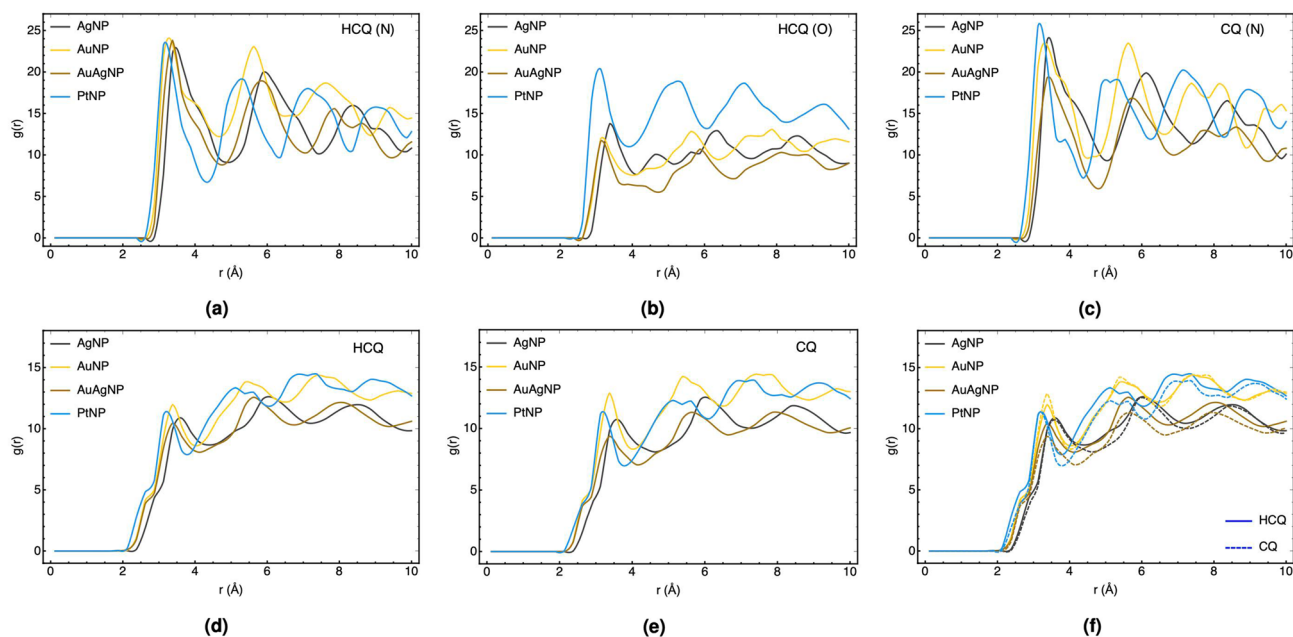 AgNP
AuNP
AuAgNP
PtNP
HCQ (N)
g(r)
25
20
15
10
5
0
0 2 4 6 8 10
r (Å)
(a)
AgNP
AuNP
AuAgNP
PtNP
HCQ (O)
g(r)
25
20
15
10
5
0
0 2 4 6 8 10
r (Å)
(b)
AgNP
AuNP
AuAgNP
PtNP
CQ (N)
g(r)
25
20
15
10
5
0
0 2 4 6 8 10
r (Å)
(c)
AgNP
AuNP
AuAgNP
PtNP
HCQ
g(r)
15
10
5
0
0 2 4 6 8 10
r (Å)
(d)
AgNP
AuNP
AuAgNP
PtNP
CQ
g(r)
15
10
5
0
0 2 4 6 8 10
r (Å)
(e)
AgNP
AuNP
AuAgNP
PtNP
g(r)
15
10
5
0
HCQ
CQ
0 2 4 6 8 10
r (Å)
(f)